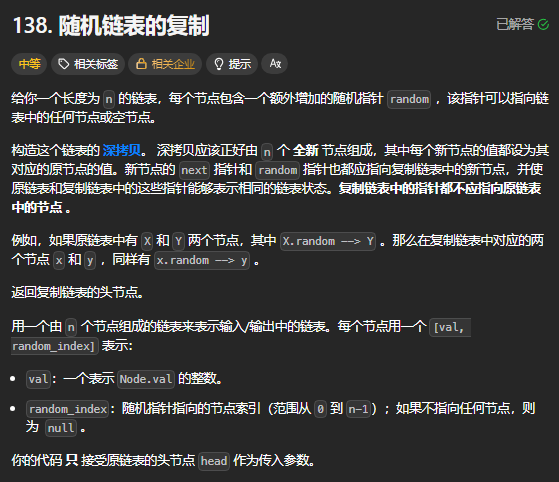 138. 随机链表的复制
已解答
中等 相关标签 相关企业 提示 Aあ
给你一个长度为 n 的链表，每个节点包含一个额外增加的随机指针 random ，该指针可以指向链
表中的任何节点或空节点。
构造这个链表的 深拷贝。 深拷贝应该正好由 n 个 全新 节点组成，其中每个新节点的值都设为其
对应的原节点的值。新节点的 next 指针和 random 指针也都应指向复制链表中的新节点，并使
原链表和复制链表中的这些指针能够表示相同的链表状态。复制链表中的指针都不应指向原链表
中的节点 。
例如，如果原链表中有 X 和 Y 两个节点，其中 X.random --> Y 。那么在复制链表中对应的两
个节点 x 和 y ，同样有 x.random --> y 。
返回复制链表的头节点。
用一个由 n 个节点组成的链表来表示输入/输出中的链表。每个节点用一个 [val,
random_index] 表示：
• val：一个表示 Node.val 的整数。
• random_index：随机指针指向的节点索引（范围从 0 到 n-1）；如果不指向任何节点，则
为 null 。
你的代码 只 接受原链表的头节点 head 作为传入参数。